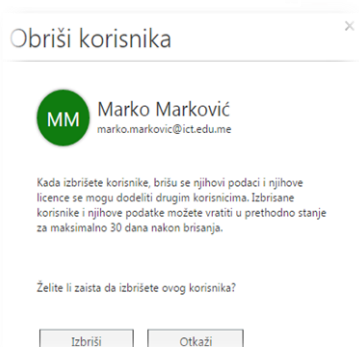 Obriši korisnika
MM
Marko Marković
marko.markovic@ict.edu.me
Kada izbrišete korisnike, brišu se njihovi podaci i njihove
licence se mogu dodeliti drugim korisnicima. Izbrisane
korisnike i njihove podatke možete vratiti u prethodno stanje
za maksimalno 30 dana nakon brisanja.
Želite li zaista da izbrišete ovog korisnika?
Izbriši
Otkaži